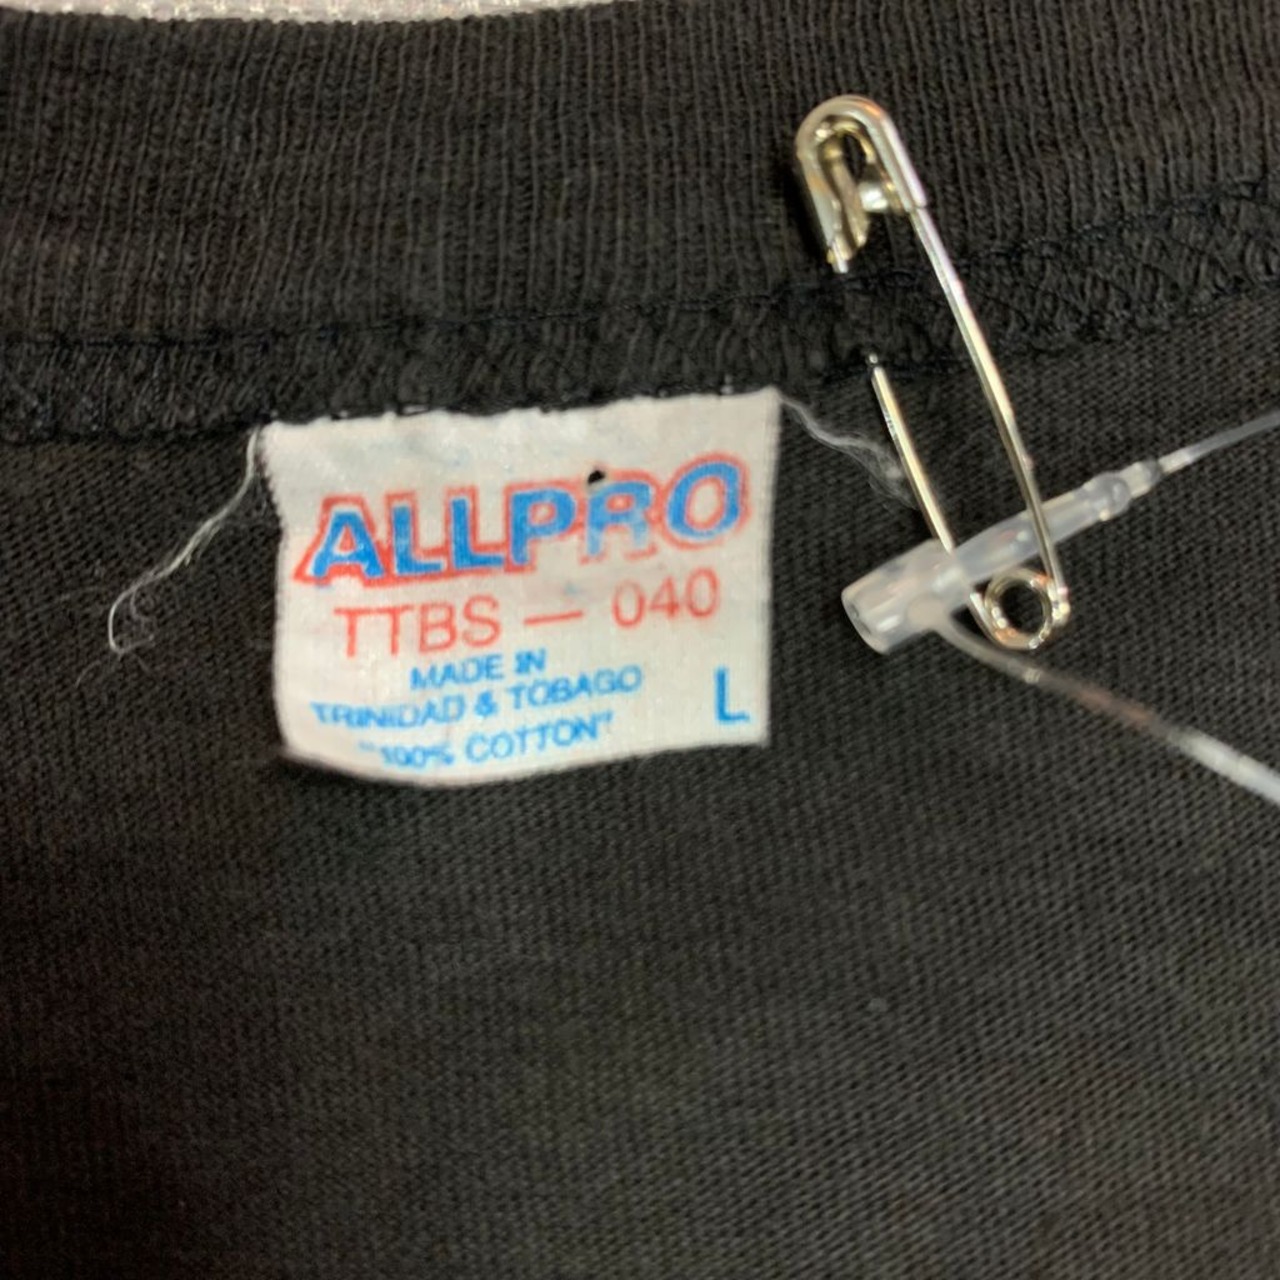 ALLPRO
TTBS — 040
MADE IN
TRINIDAD & TOBAGO
L
"100% COTTON"